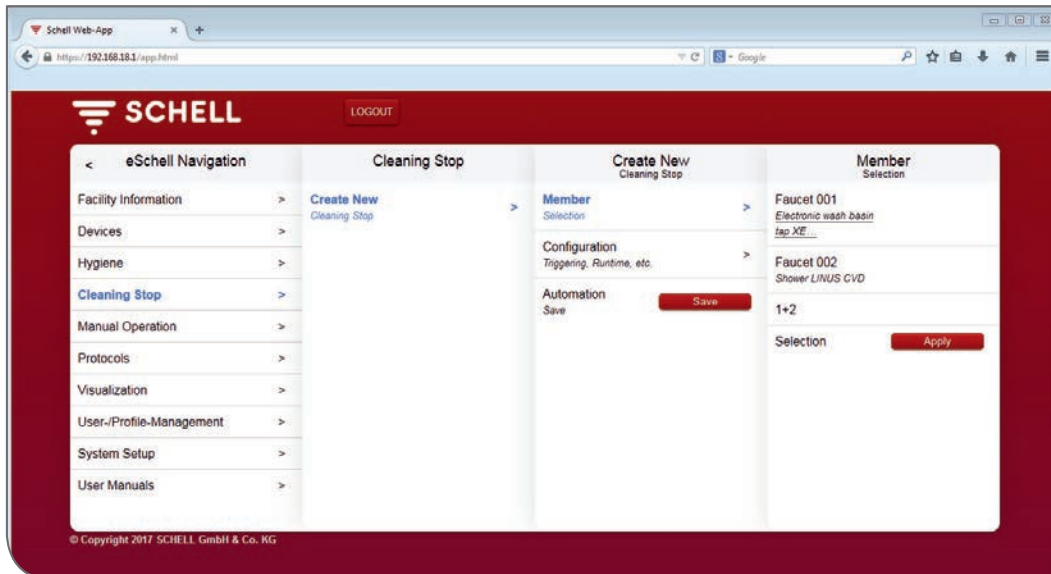 Schell Web-App
https://192.168.18.1/app.html
Google
SCHELL
LOGOUT
< eSchell Navigation
Facility Information >
Devices >
Hygiene >
Cleaning Stop >
Manual Operation >
Protocols >
Visualization >
User-/Profile-Management >
System Setup >
User Manuals >
Cleaning Stop
Create New >
Cleaning Stop
Create New
Cleaning Stop
Member >
Selection
Configuration >
Triggering, Runtime, etc.
Automation
Save
Save
Member
Selection
Faucet 001
Electronic wash basin
tap XE...
Faucet 002
Shower LINUS CVD
1+2
Selection
Apply
© Copyright 2017 SCHELL GmbH & Co. KG